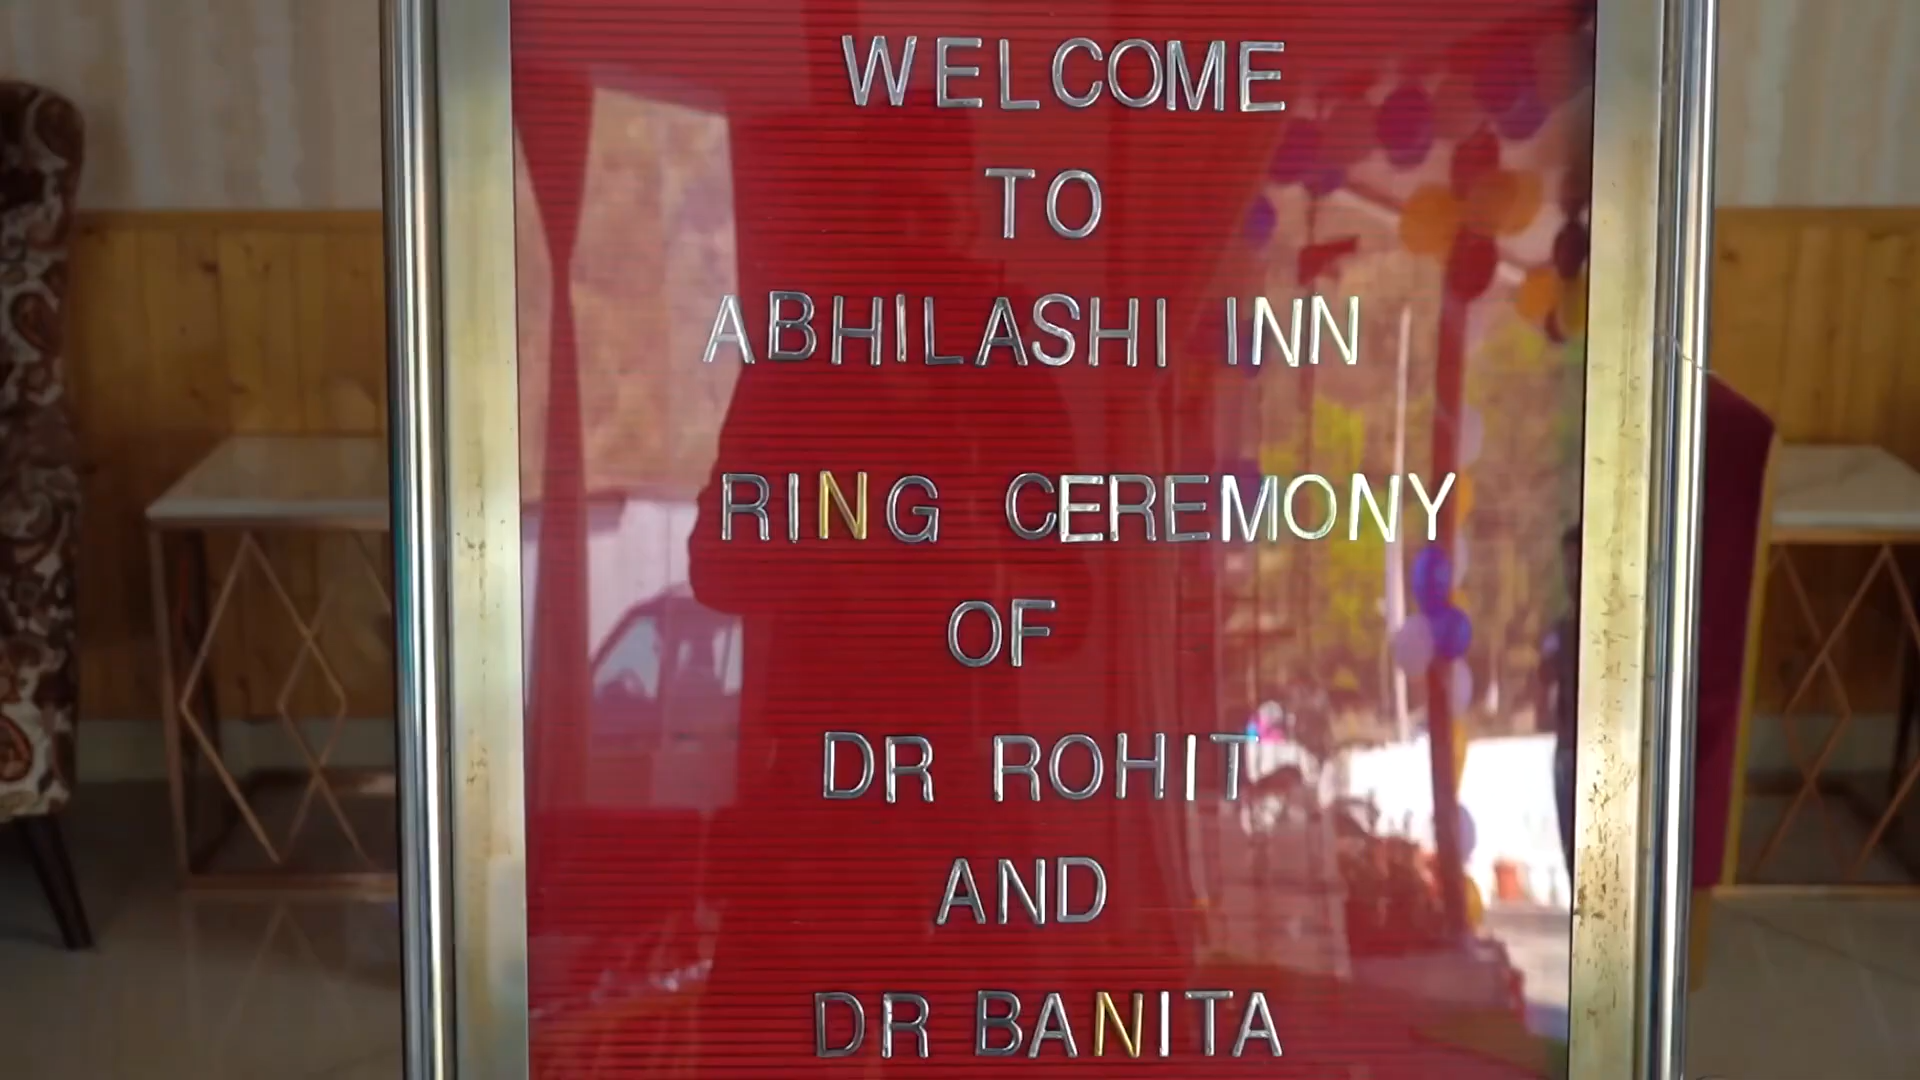 WELCOME
TO
ABHILASHI INN
RING CEREMONY
OF
DR ROHIT
AND
DR BANITA